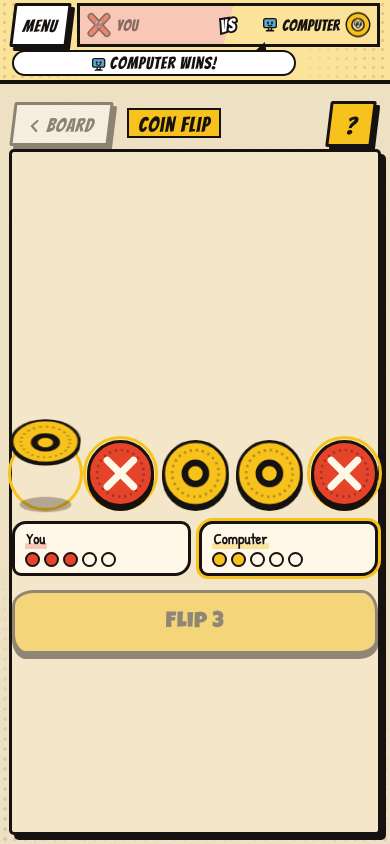 MENU
YOU
VS
COMPUTER
COMPUTER WINS!
< BOARD
COIN FLIP
?
You
Computer
FLIP 3